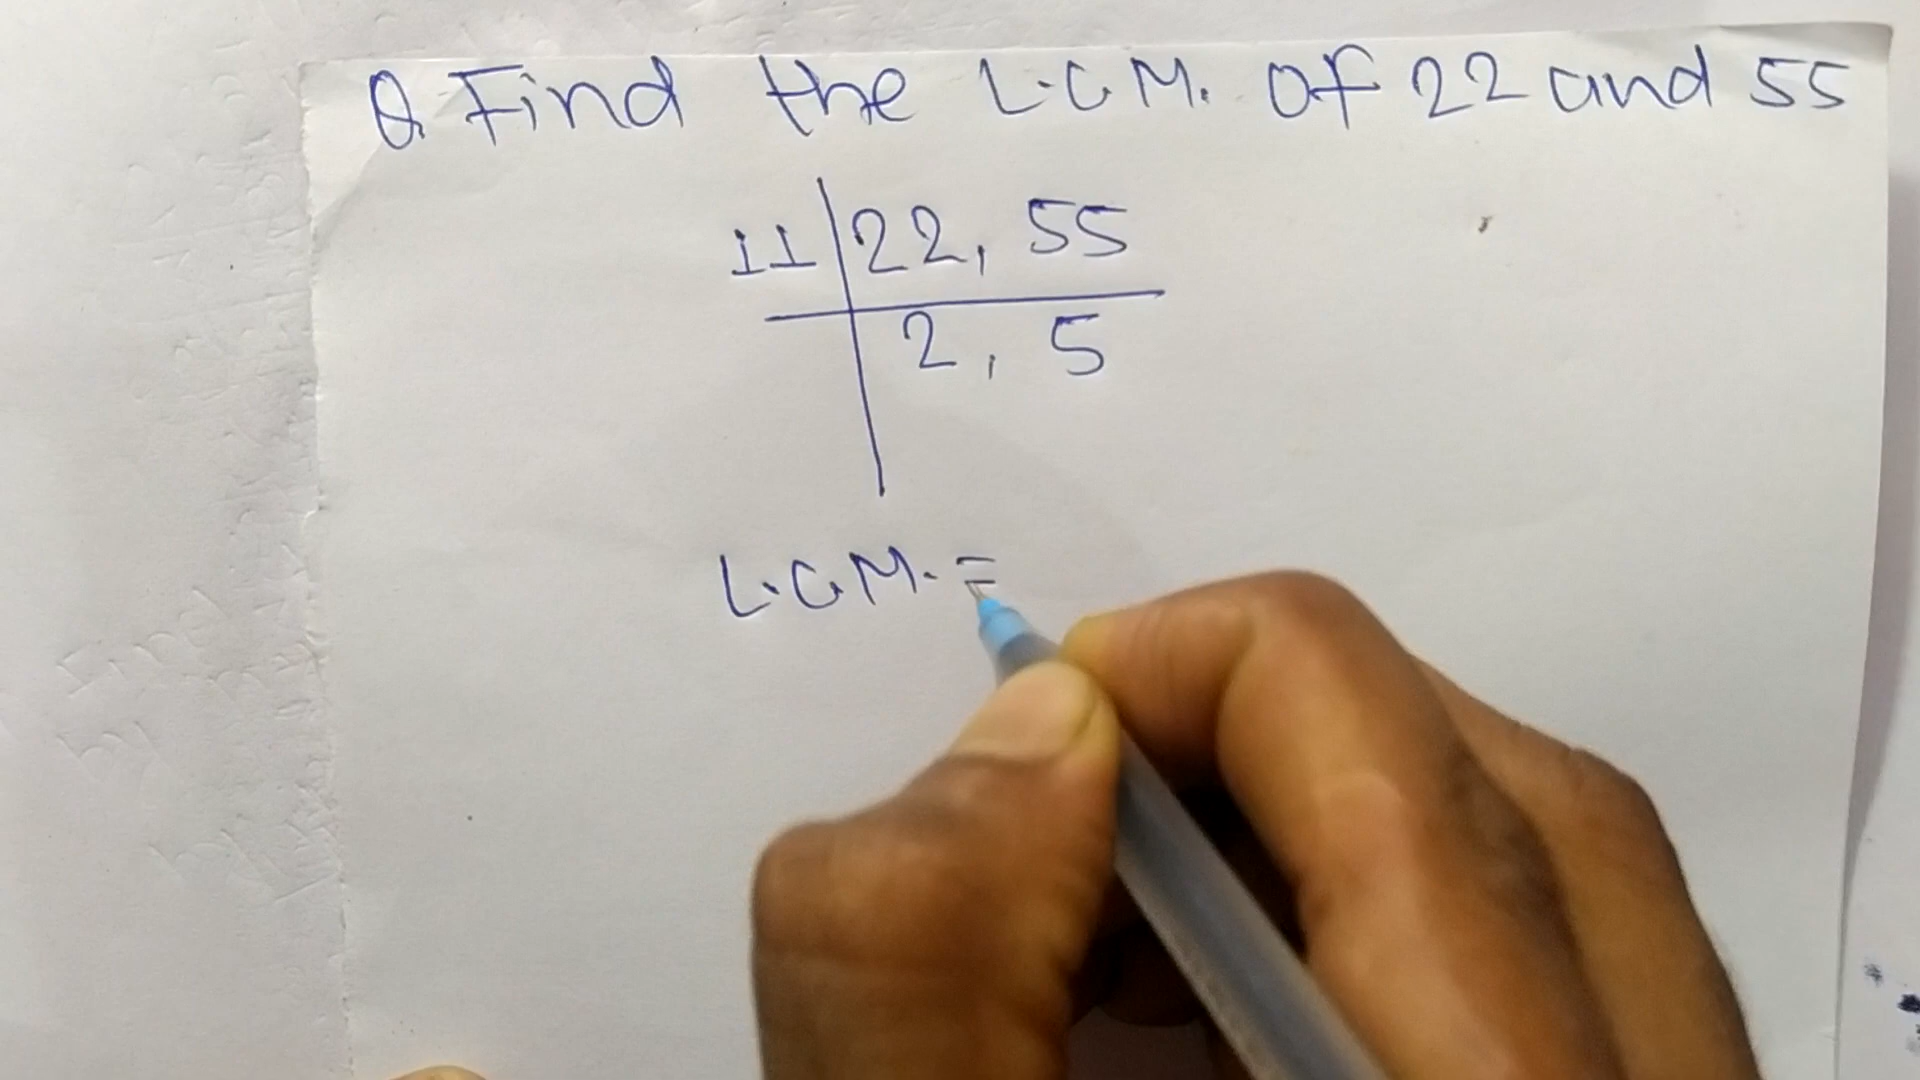 Q. Find the L.C.M. of 22 and 55
11 22, 55
2, 5
L.C.M. =